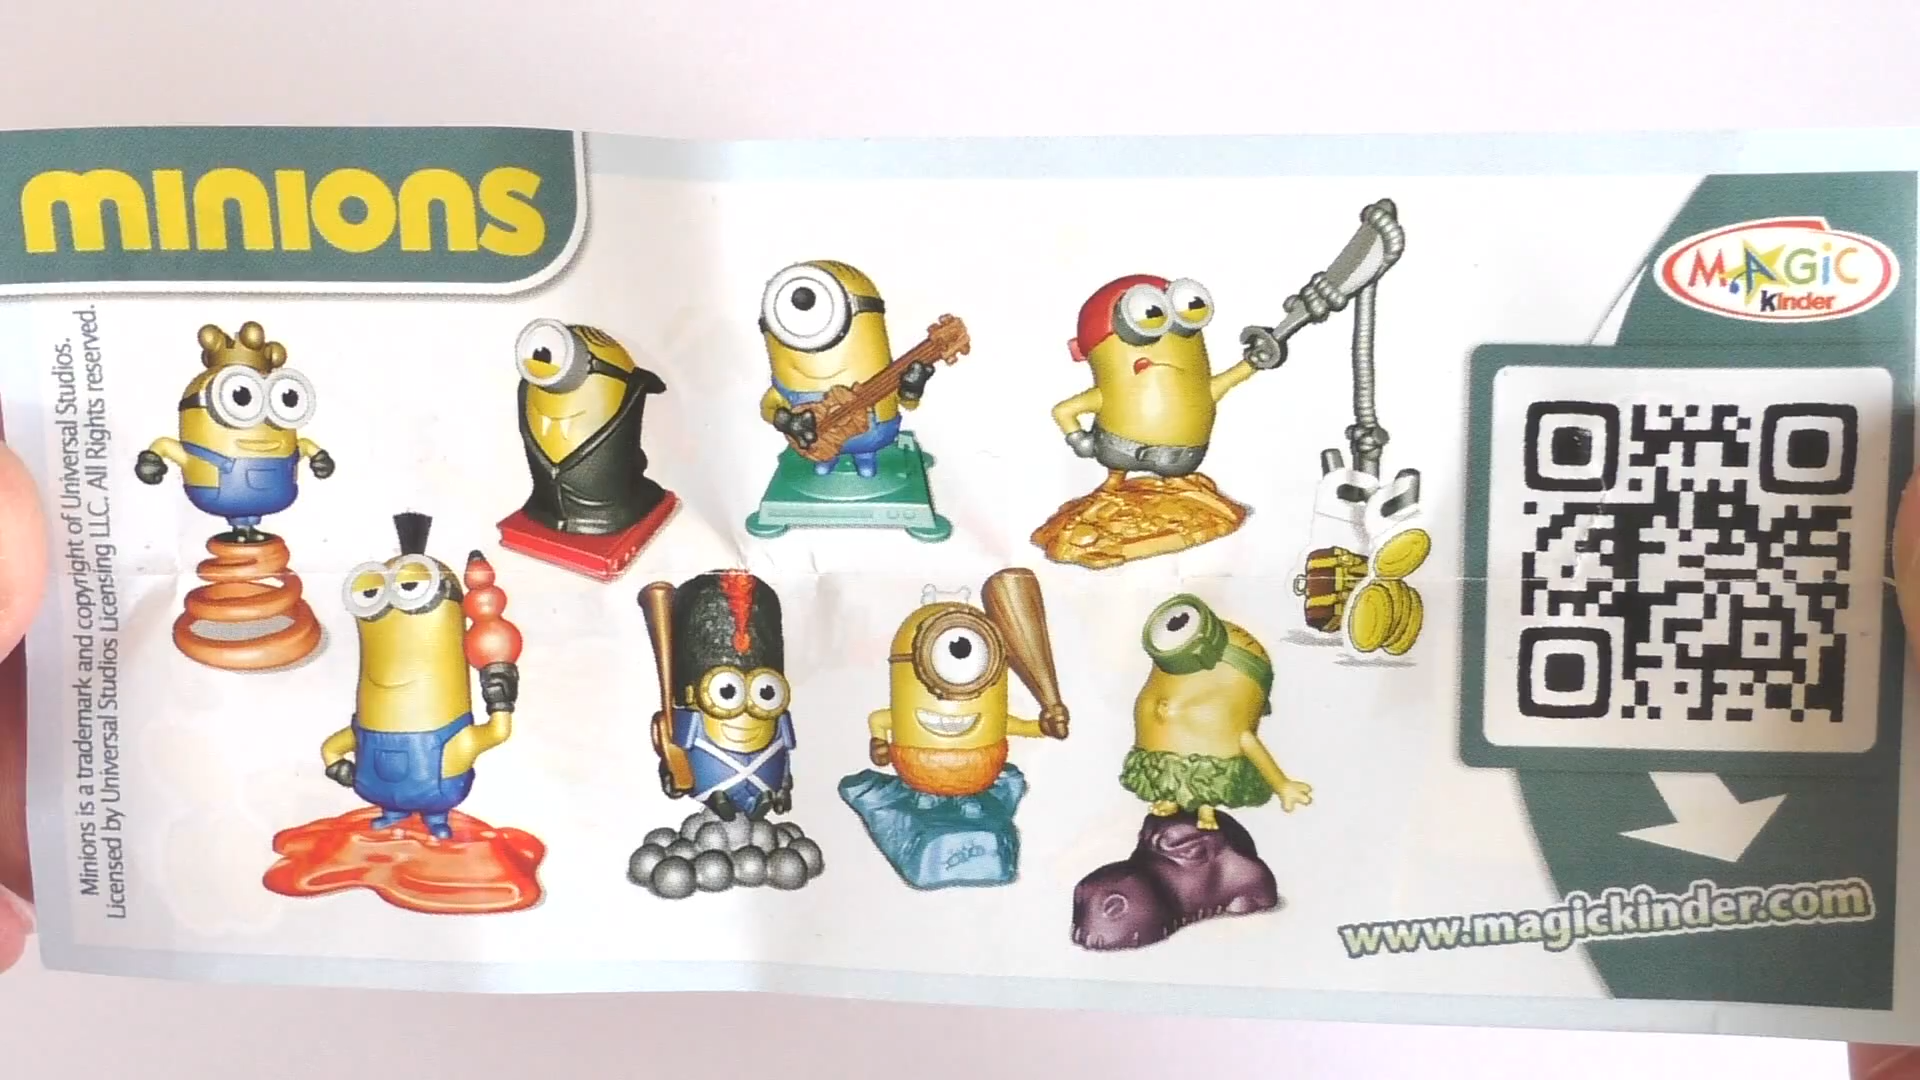 minions
Minions is a trademark and copyright of Universal Studios.
Licensed by Universal Studios Licensing LLC. All Rights reserved.
MAGIC
Kinder
www.magickinder.com